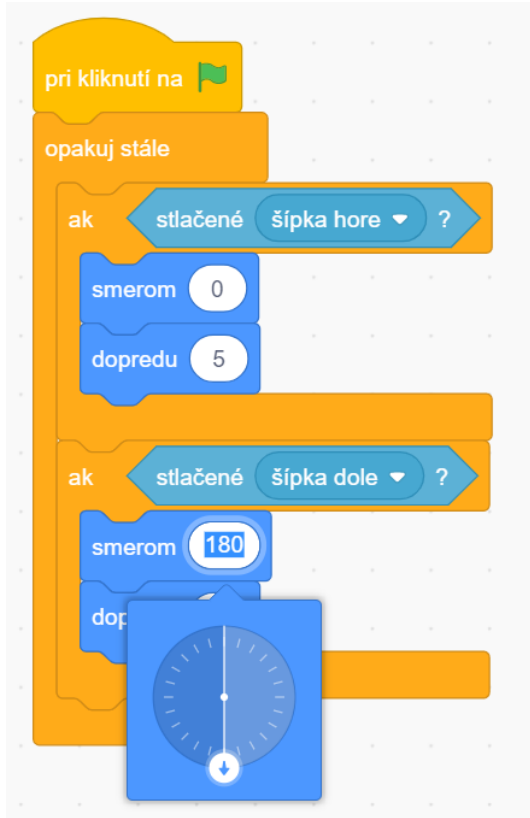 pri kliknutí na
opakuj stále
ak stlačené šípka hore ?
smerom 0
dopredu 5
ak stlačené šípka dole ?
smerom 180
dop